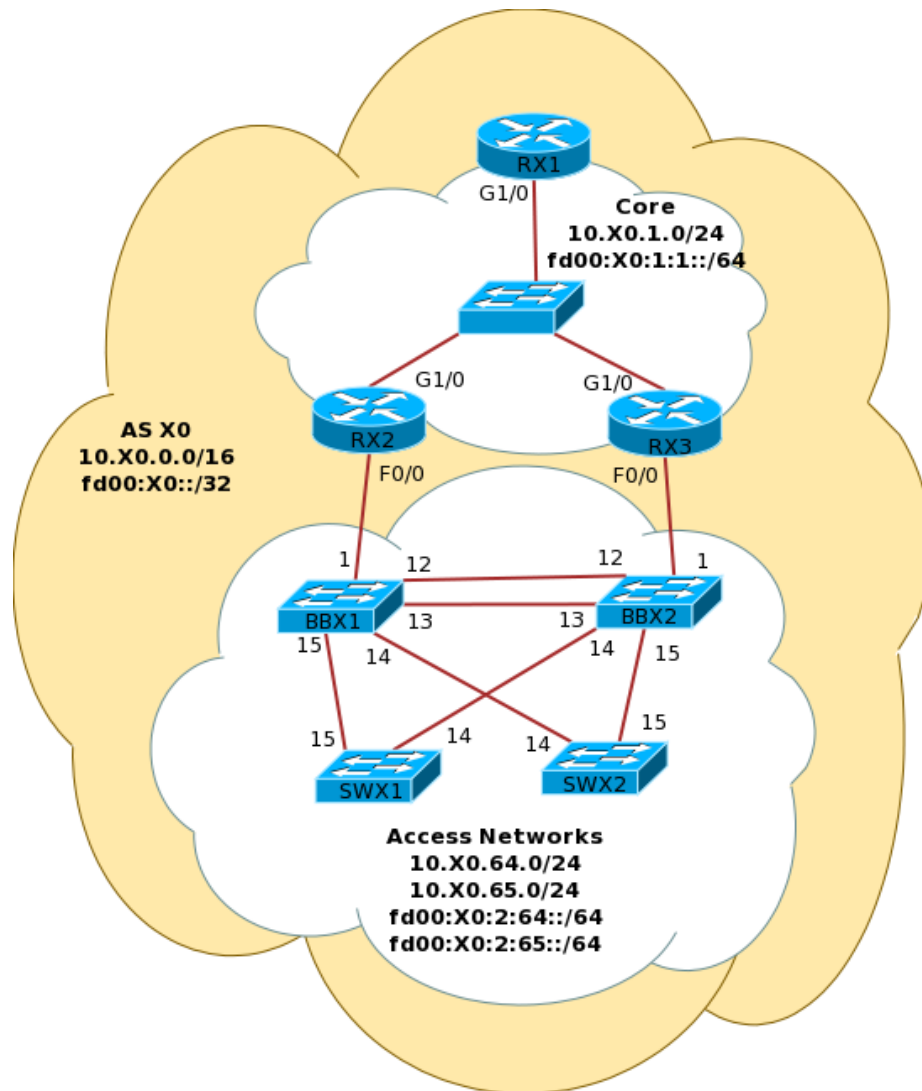 RX1
G1/0
Core
10.X0.1.0/24
fd00:X0:1:1::/64
G1/0
G1/0
RX2
RX3
AS X0
10.X0.0.0/16
fd00:X0::/32
F0/0
F0/0
1
12
12
1
BBX1
BBX2
13
13
15
14
14
15
15
14
14
15
SWX1
SWX2
Access Networks
10.X0.64.0/24
10.X0.65.0/24
fd00:X0:2:64::/64
fd00:X0:2:65::/64